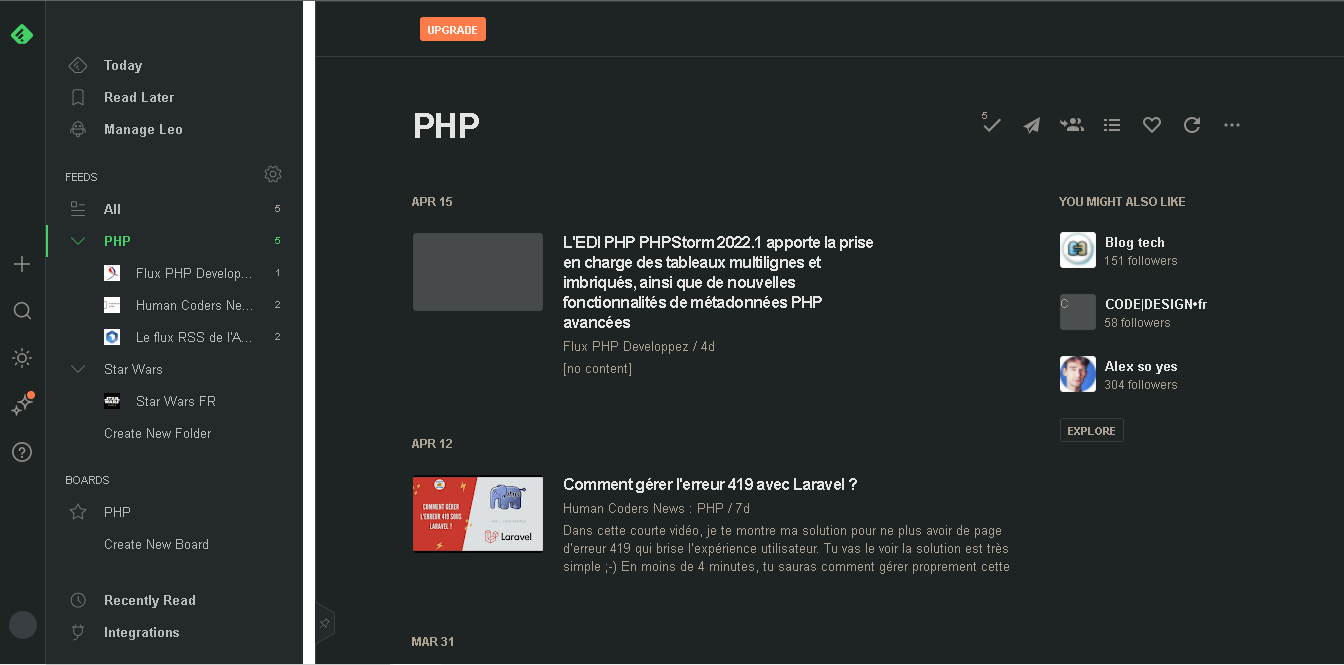 UPGRADE
Today
Read Later
Manage Leo
FEEDS
All 5
PHP 5
Flux PHP Develop... 1
Human Coders Ne... 2
Le flux RSS de l'A... 2
Star Wars
Star Wars FR
Create New Folder
BOARDS
PHP
Create New Board
Recently Read
Integrations
PHP
5
APR 15
L'EDI PHP PHPStorm 2022.1 apporte la prise
en charge des tableaux multilignes et
imbriqués, ainsi que de nouvelles
fonctionnalités de métadonnées PHP
avancées
Flux PHP Developpez / 4d
[no content]
APR 12
COMMENT GÉRER
L'ERREUR 419 SOUS
LARAVEL ?
Laravel
Comment gérer l'erreur 419 avec Laravel ?
Human Coders News : PHP / 7d
Dans cette courte vidéo, je te montre ma solution pour ne plus avoir de page
d'erreur 419 qui brise l'expérience utilisateur. Tu vas le voir la solution est très
simple ;-) En moins de 4 minutes, tu sauras comment gérer proprement cette
MAR 31
YOU MIGHT ALSO LIKE
Blog tech
151 followers
C
CODE|DESIGN•fr
58 followers
Alex so yes
304 followers
EXPLORE